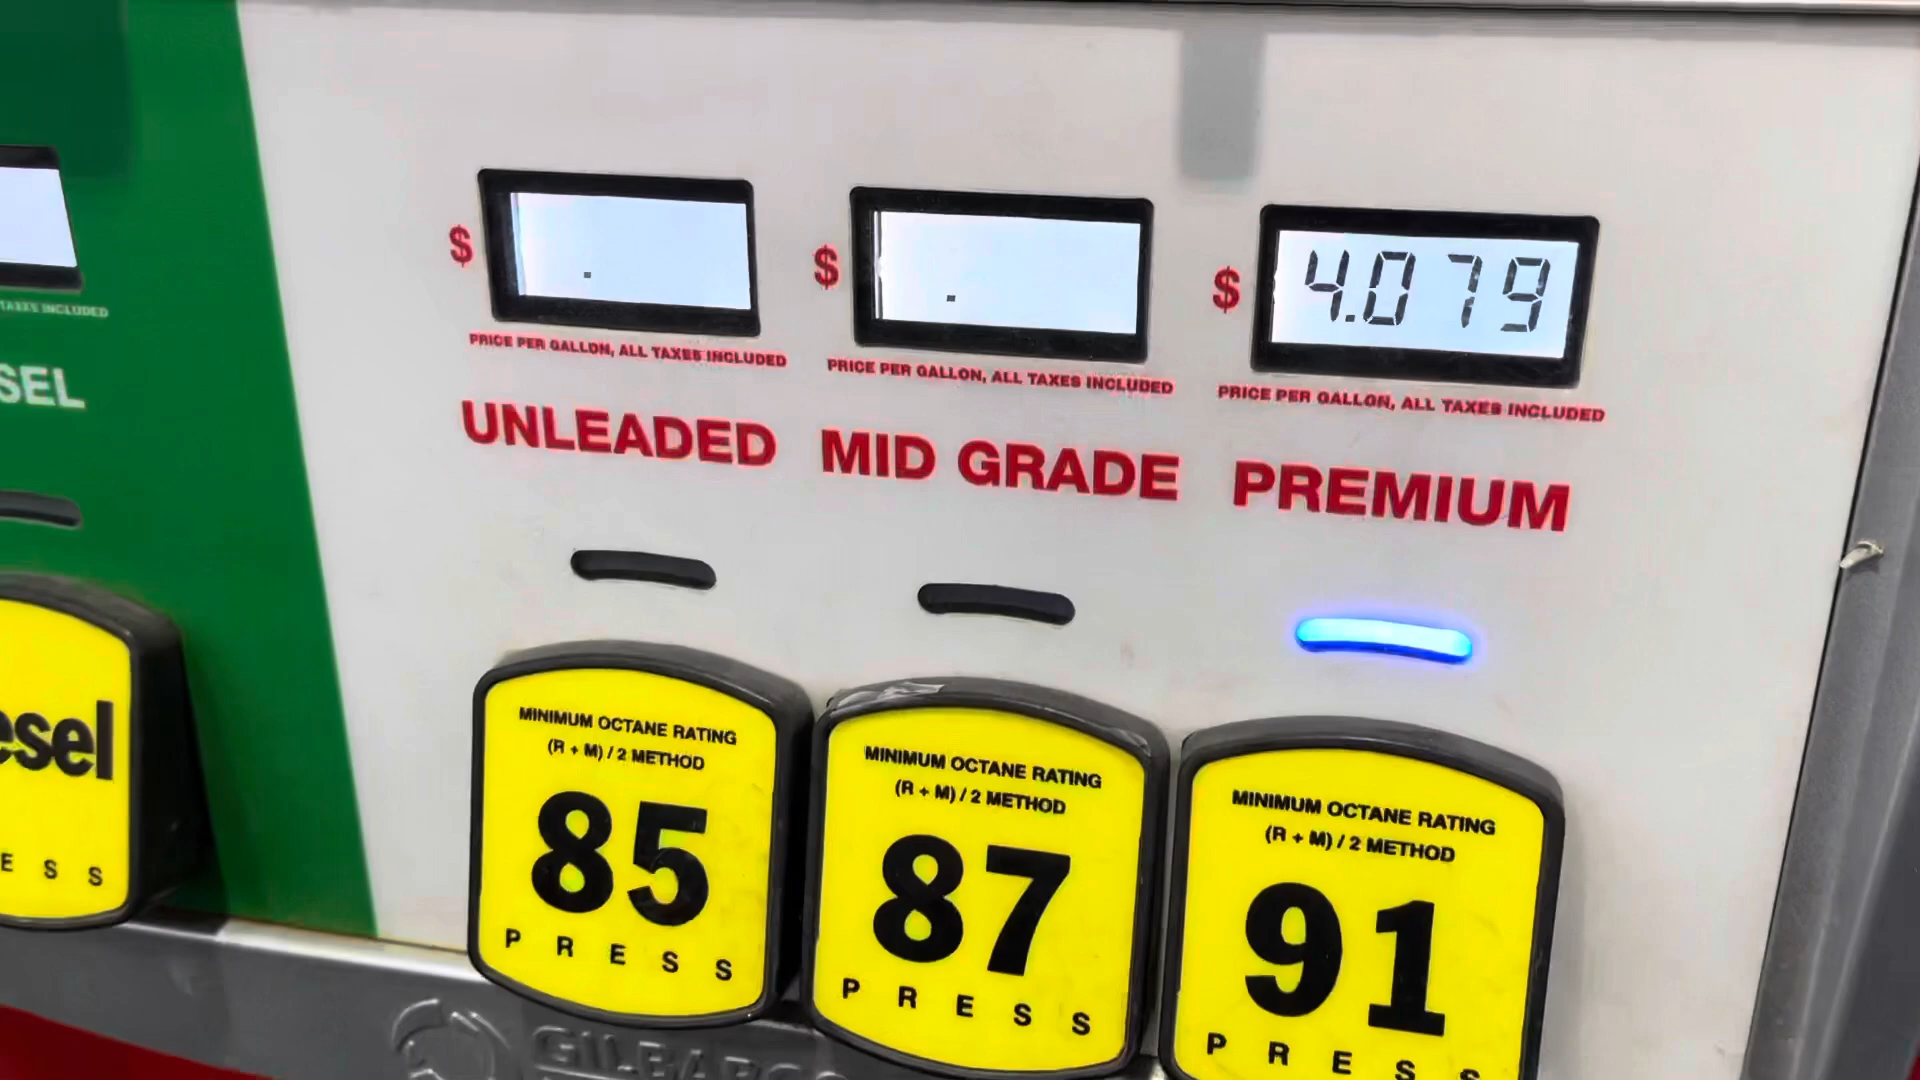 $
$
$ 4.079
TAXES INCLUDED
PRICE PER GALLON, ALL TAXES INCLUDED
PRICE PER GALLON, ALL TAXES INCLUDED
PRICE PER GALLON, ALL TAXES INCLUDED
SEL
UNLEADED
MID GRADE
PREMIUM
esel
E S S
MINIMUM OCTANE RATING
(R + M) / 2 METHOD
85
PRESS
MINIMUM OCTANE RATING
(R + M) / 2 METHOD
87
PRESS
MINIMUM OCTANE RATING
(R + M) / 2 METHOD
91
PRESS
GILBARCO